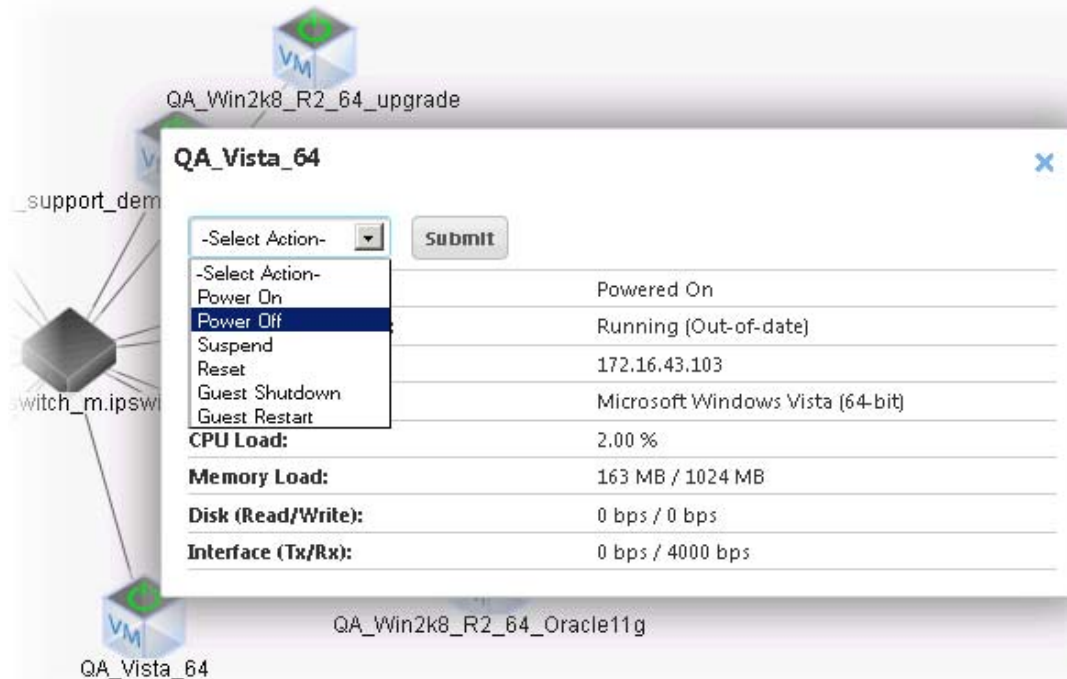 VM
QA_Win2k8_R2_64_upgrade
_support_dem
QA_Vista_64
-Select Action-
Submit
-Select Action-
Power On
Power Off
Suspend
Reset
Guest Shutdown
Guest Restart
Powered On
: Running (Out-of-date)
172.16.43.103
Microsoft Windows Vista (64-bit)
witch_m.ipswi
CPU Load: 2.00 %
Memory Load: 163 MB / 1024 MB
Disk (Read/Write): 0 bps / 0 bps
Interface (Tx/Rx): 0 bps / 4000 bps
VM
QA_Win2k8_R2_64_Oracle11g
QA_Vista_64